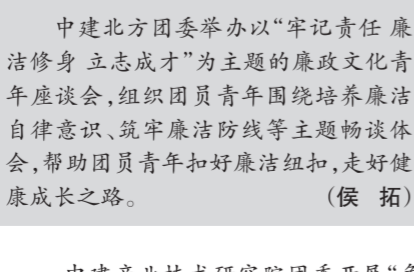 中建北方团委举办以“牢记责任 廉
洁修身 立志成才”为主题的廉政文化青
年座谈会,组织团员青年围绕培养廉洁
自律意识、筑牢廉洁防线等主题畅谈体
会,帮助团员青年扣好廉洁纽扣,走好健
康成长之路。 (侯 拓)